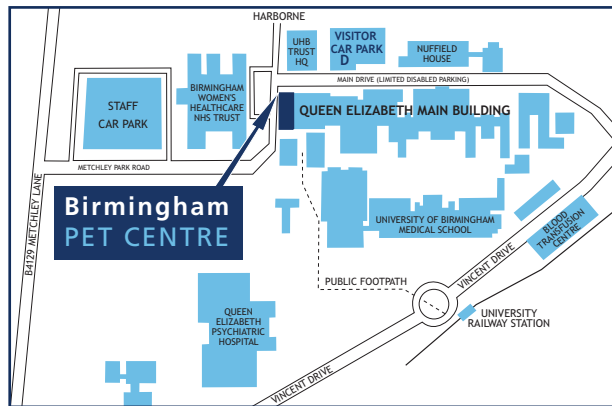 HARBORNE
UHB
TRUST
HQ
VISITOR
CAR PARK
D
NUFFIELD
HOUSE
MAIN DRIVE (LIMITED DISABLED PARKING)
STAFF
CAR PARK
BIRMINGHAM
WOMEN'S
HEALTHCARE
NHS TRUST
QUEEN ELIZABETH MAIN BUILDING
METCHLEY PARK ROAD
B4129 METCHLEY LANE
Birmingham
PET CENTRE
UNIVERSITY OF BIRMINGHAM
MEDICAL SCHOOL
BLOOD
TRANSFUSION
CENTRE
VINCENT DRIVE
PUBLIC FOOTPATH
UNIVERSITY
RAILWAY STATION
QUEEN
ELIZABETH
PSYCHIATRIC
HOSPITAL
VINCENT DRIVE